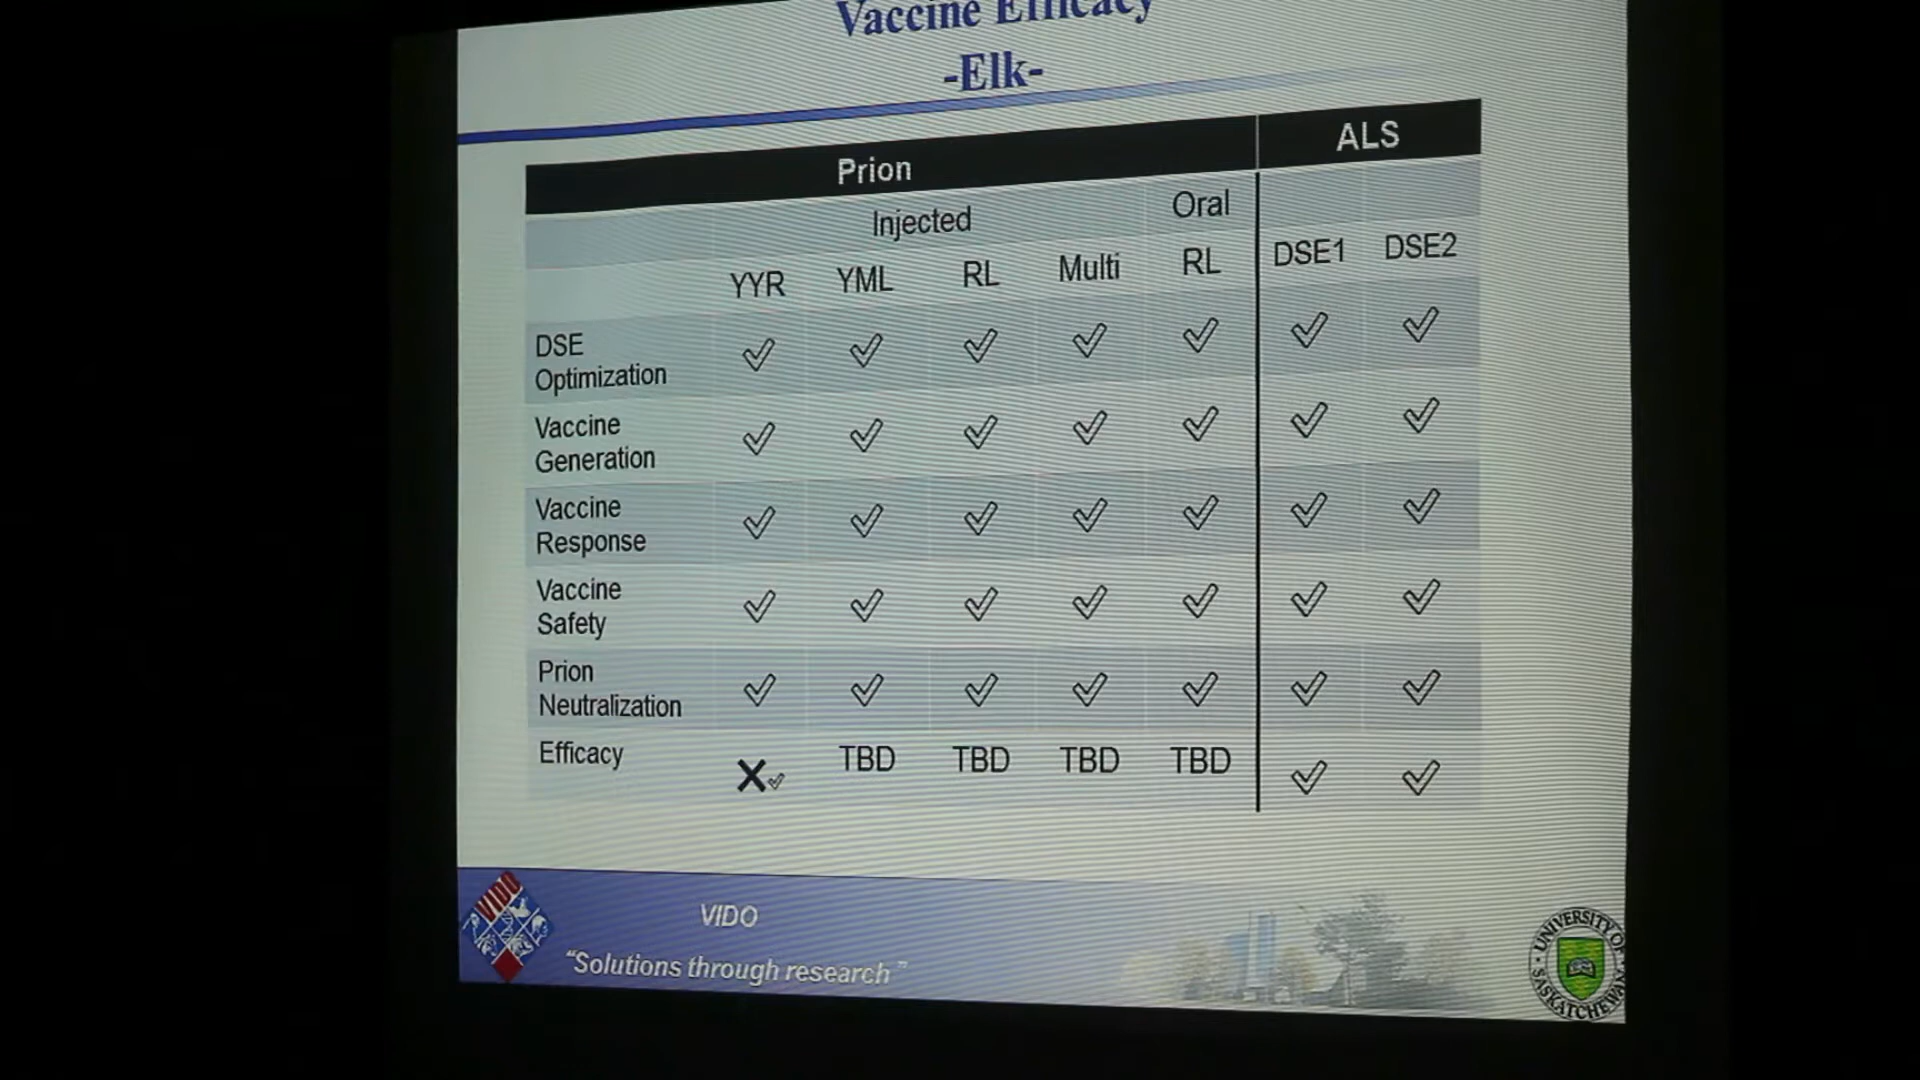 Vaccine Efficacy
-Elk-
Prion ALS
Injected Oral
YYR YML RL Multi RL DSE1 DSE2
DSE
Optimization ✓ ✓ ✓ ✓ ✓ ✓ ✓
Vaccine
Generation ✓ ✓ ✓ ✓ ✓ ✓ ✓
Vaccine
Response ✓ ✓ ✓ ✓ ✓ ✓ ✓
Vaccine
Safety ✓ ✓ ✓ ✓ ✓ ✓ ✓
Prion
Neutralization ✓ ✓ ✓ ✓ ✓ ✓ ✓
Efficacy X✓ TBD TBD TBD TBD ✓ ✓
VIDO
VIDO
“Solutions through research”
UNIVERSITY OF
SASKATCHEWAN